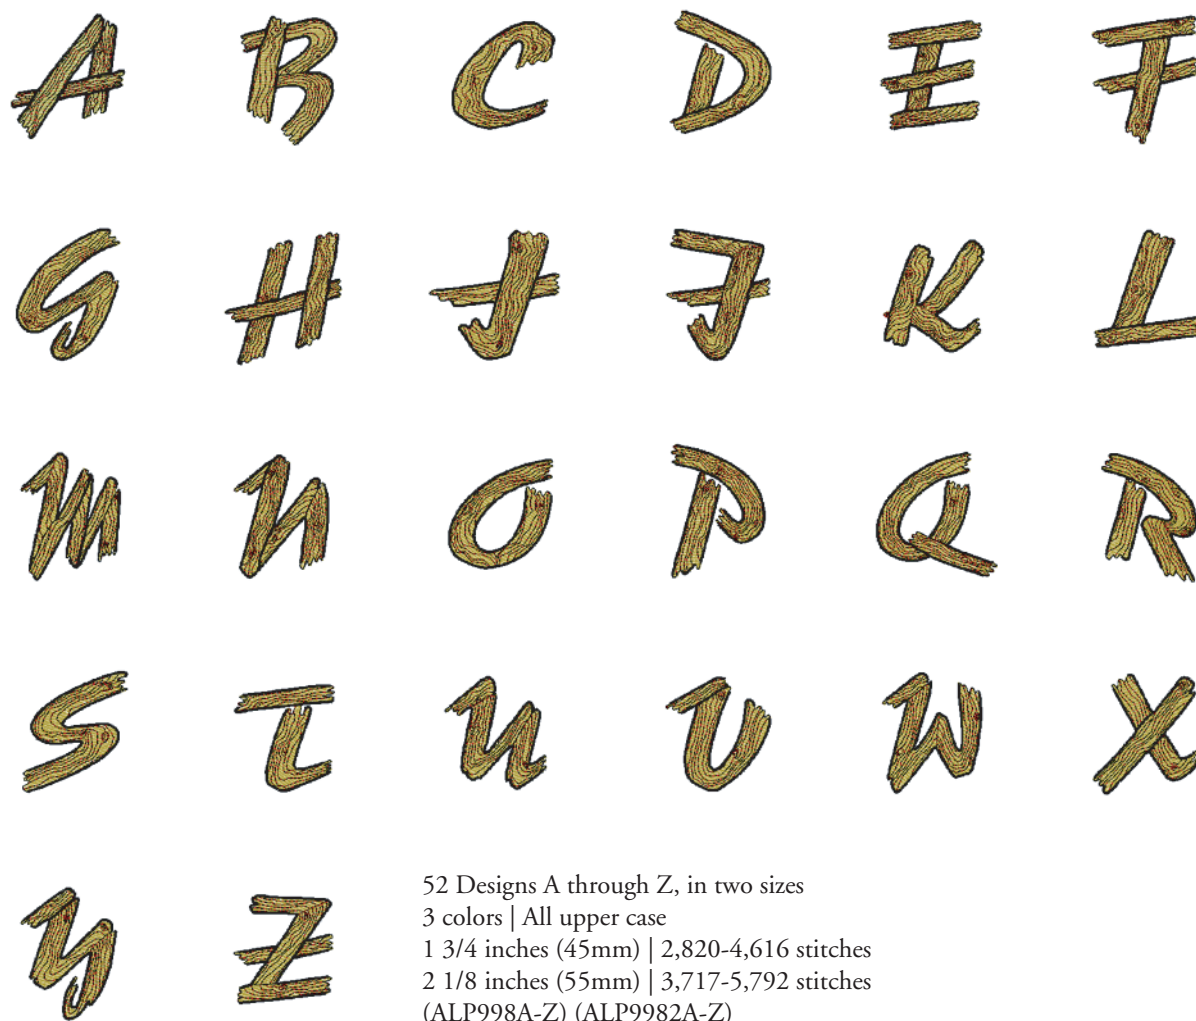 A B C D E F
G H I J K L
M N O P Q R
S T U V W X
Y Z
52 Designs A through Z, in two sizes
3 colors | All upper case
1 3/4 inches (45mm) | 2,820-4,616 stitches
2 1/8 inches (55mm) | 3,717-5,792 stitches
(ALP998A-Z) (ALP9982A-Z)